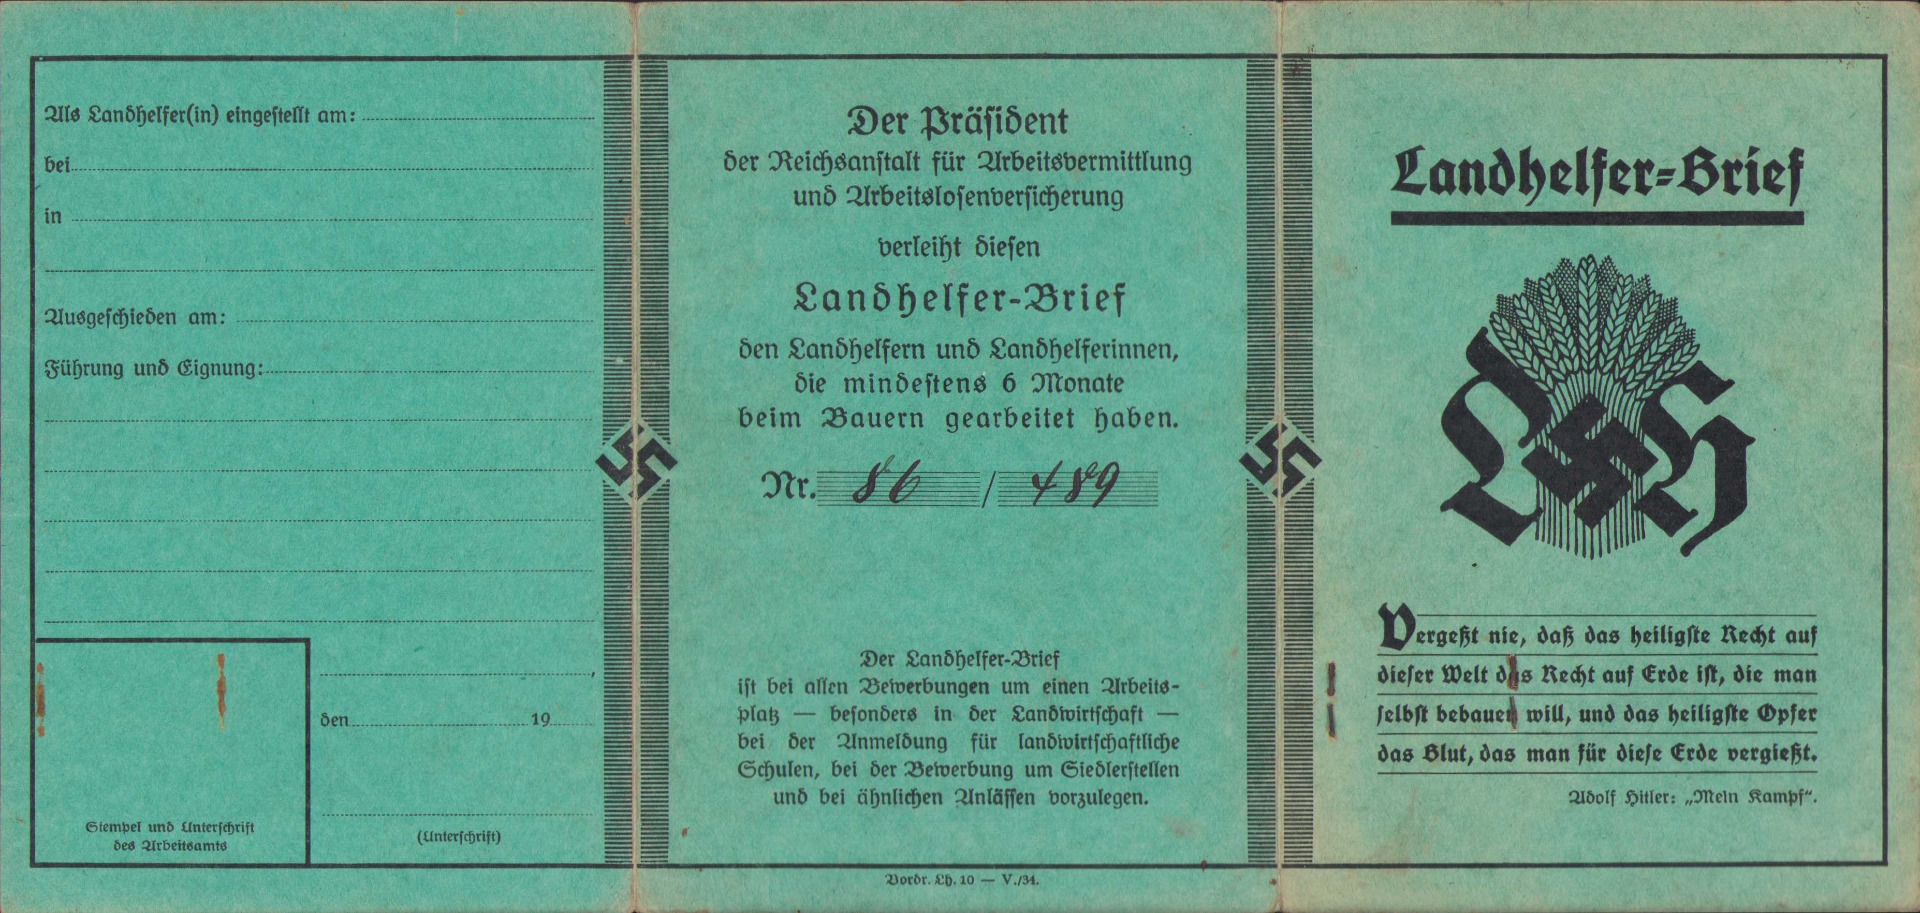 Als Landhelfer(in) eingestellt am:
bei
in
Ausgeschieden am:
Führung und Eignung:
den 19
(Unterschrift)
Stempel und Unterschrift
des Arbeitsamts
Der Präsident
der Reichsanstalt für Arbeitsvermittlung
und Arbeitslosenversicherung
verleiht diesen
Landhelfer-Brief
den Landhelfern und Landhelferinnen,
die mindestens 6 Monate
beim Bauern gearbeitet haben.
Nr. 86 / 489
Der Landhelfer-Brief
ist bei allen Bewerbungen um einen Arbeits-
platz — besonders in der Landwirtschaft —
bei der Anmeldung für landwirtschaftliche
Schulen, bei der Bewerbung um Siedlerstellen
und bei ähnlichen Anlässen vorzulegen.
Vordr. Lh. 10 — V./34.
Landhelfer-Brief
LH
Vergeßt nie, daß das heiligste Recht auf
dieser Welt das Recht auf Erde ist, die man
selbst bebauen will, und das heiligste Opfer
das Blut, das man für diese Erde vergießt.
Adolf Hitler: „Mein Kampf“.